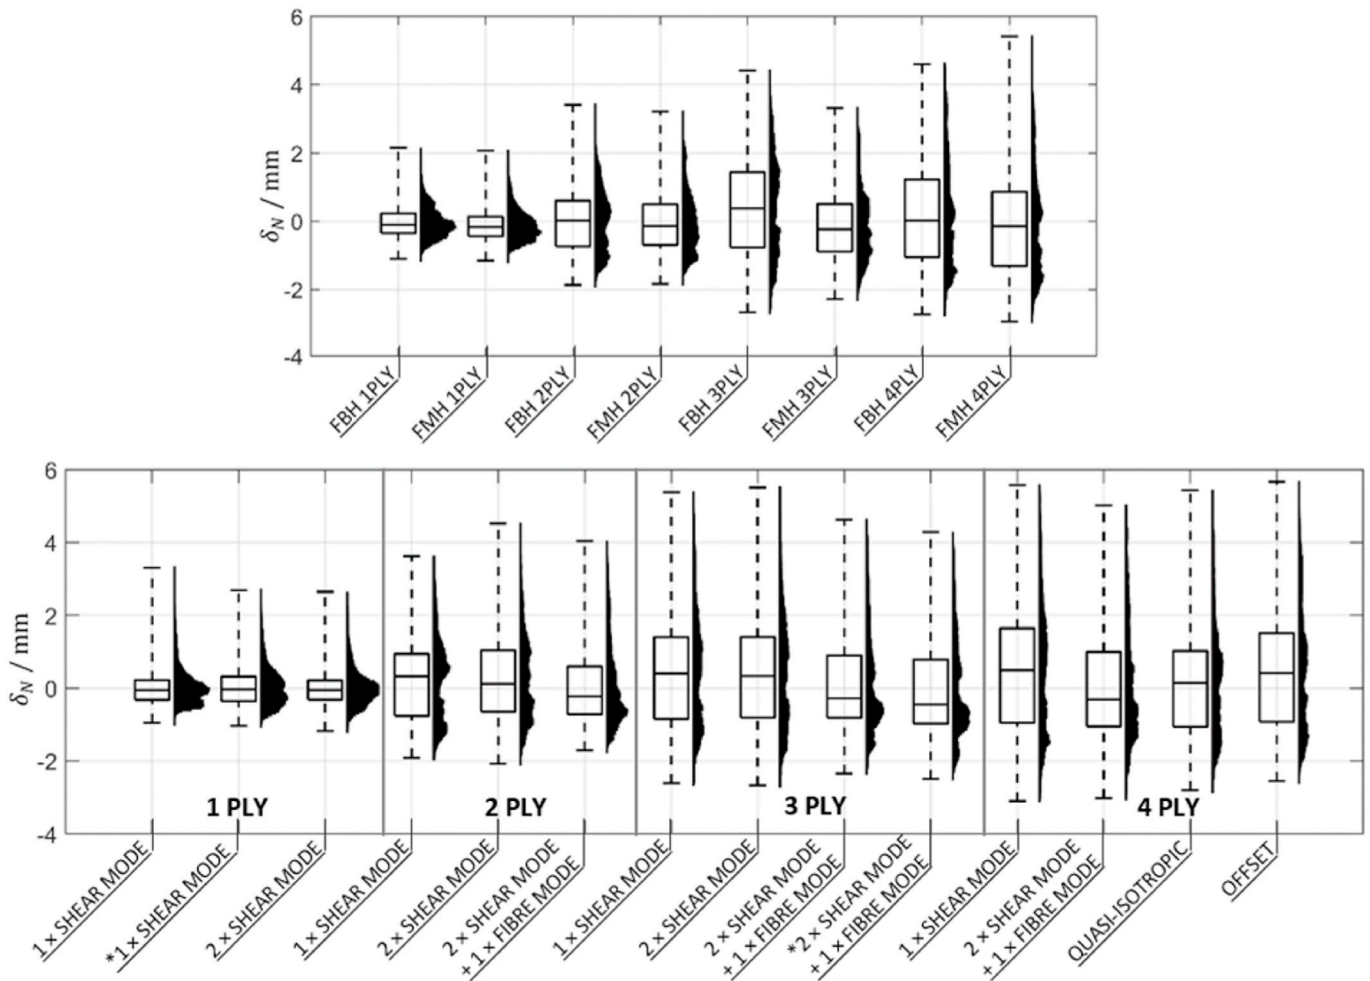 6
4
2
0
-2
-4
δN / mm
FBH 1PLY
FMH 1PLY
FBH 2PLY
FMH 2PLY
FBH 3PLY
FMH 3PLY
FBH 4PLY
FMH 4PLY
6
4
2
0
-2
-4
δN / mm
1 PLY
2 PLY
3 PLY
4 PLY
1 × SHEAR MODE
*1 × SHEAR MODE
2 × SHEAR MODE
1 × SHEAR MODE
2 × SHEAR MODE
2 × SHEAR MODE
+ 1 × FIBRE MODE
1 × SHEAR MODE
2 × SHEAR MODE
2 × SHEAR MODE
+ 1 × FIBRE MODE
*2 × SHEAR MODE
+ 1 × FIBRE MODE
1 × SHEAR MODE
2 × SHEAR MODE
+ 1 × FIBRE MODE
QUASI-ISOTROPIC
OFFSET